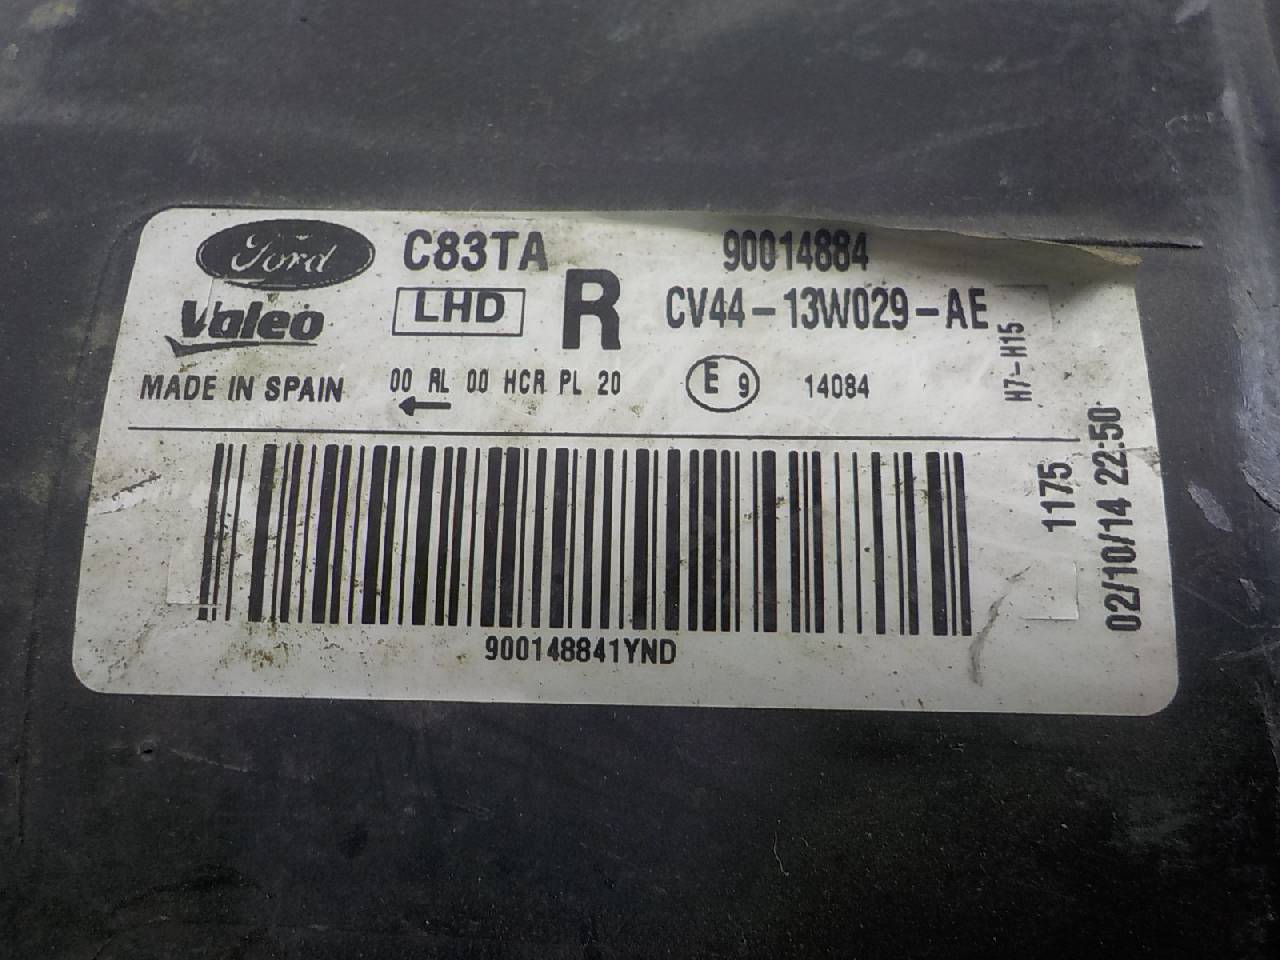 Ford C83TA 90014884
Valeo LHD R CV44-13W029-AE
MADE IN SPAIN 00 RL 00 HCR PL 20 E 9 14084
H7-H15
1175
02/10/14 22:50
900148841YND